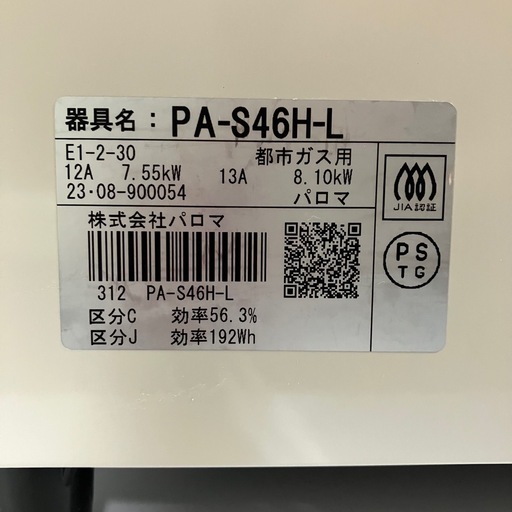 器具名 : PA-S46H-L
E1-2-30 都市ガス用
12A 7.55kW 13A 8.10kW
23・08-900054 パロマ
株式会社パロマ
312 PA-S46H-L
区分C 効率56.3%
区分J 効率192Wh
JIA認証
PS
TG